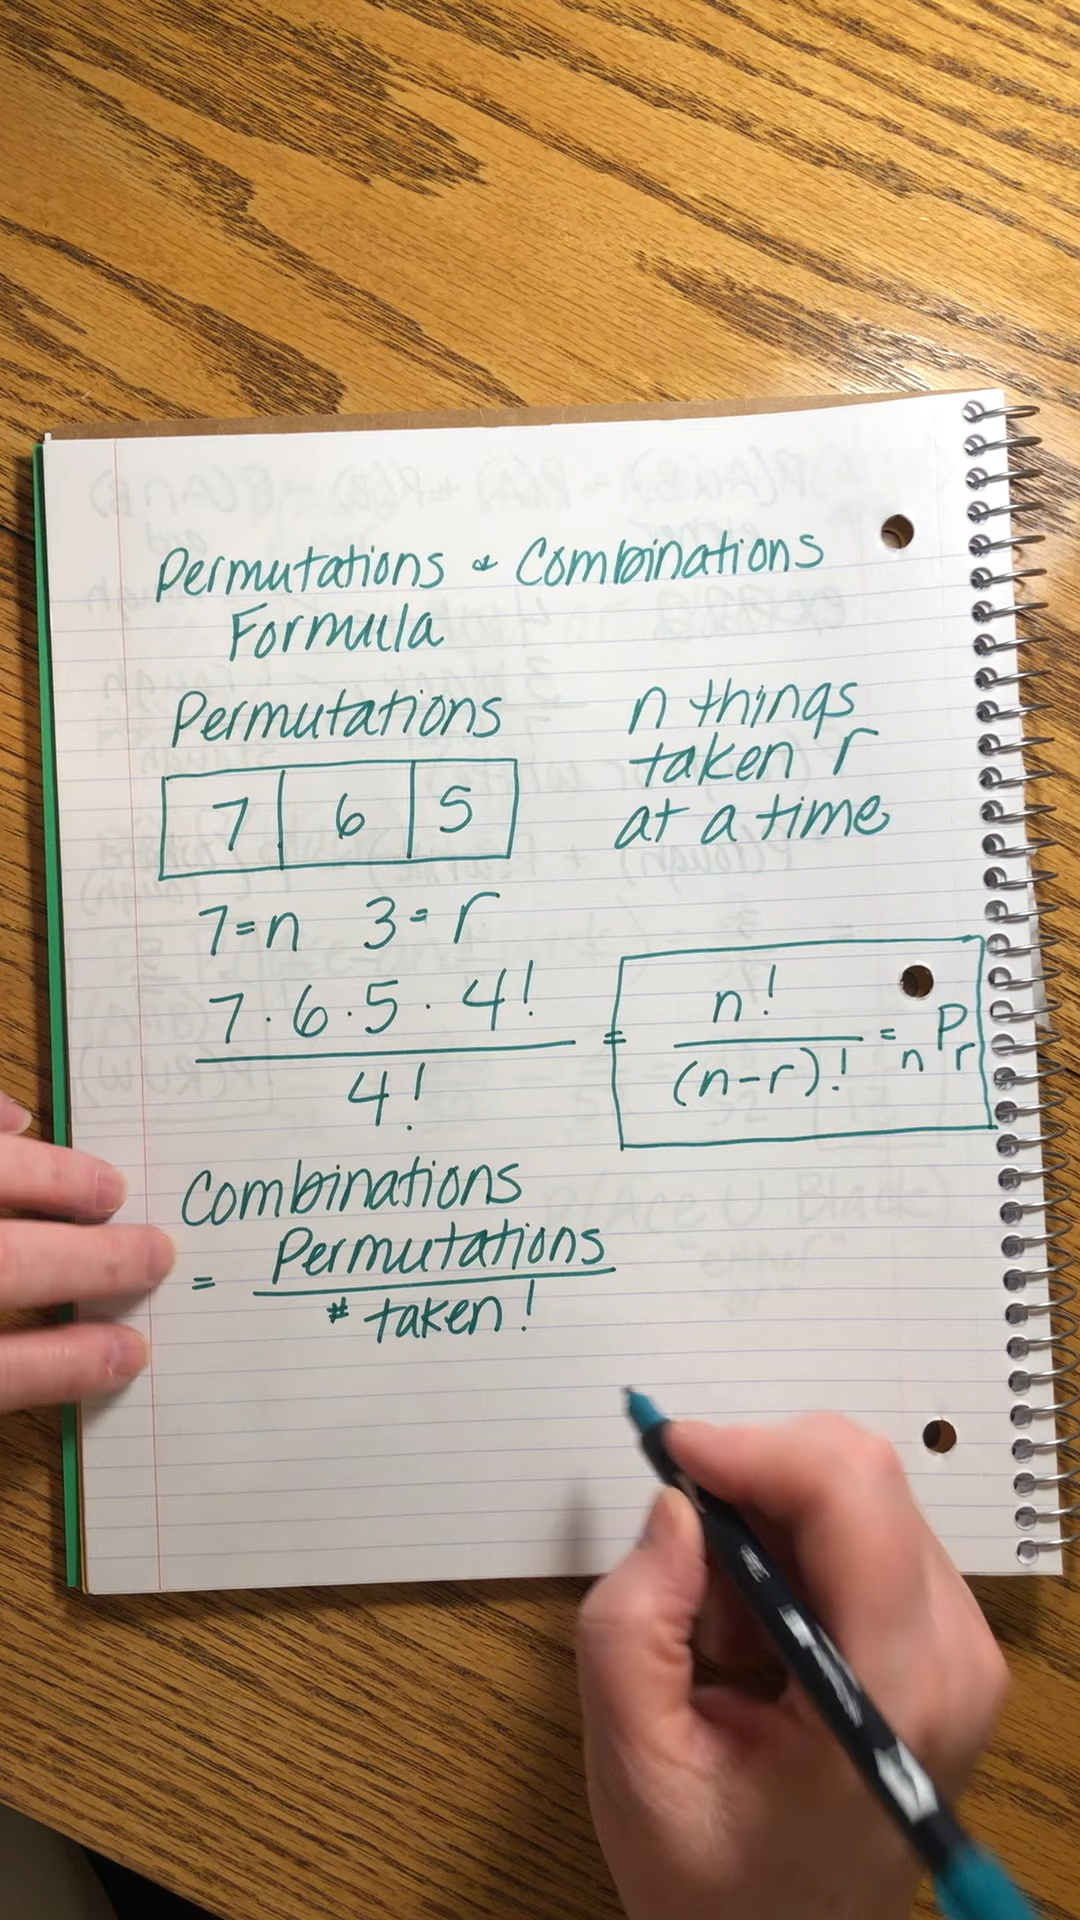 Permutations & Combinations
Formula
Permutations
n things
taken r
at a time
7 | 6 | 5
7=n 3=r
7·6·5·4!
4!
= n!
(n-r)! = nPr
Combinations
= Permutations
# taken!